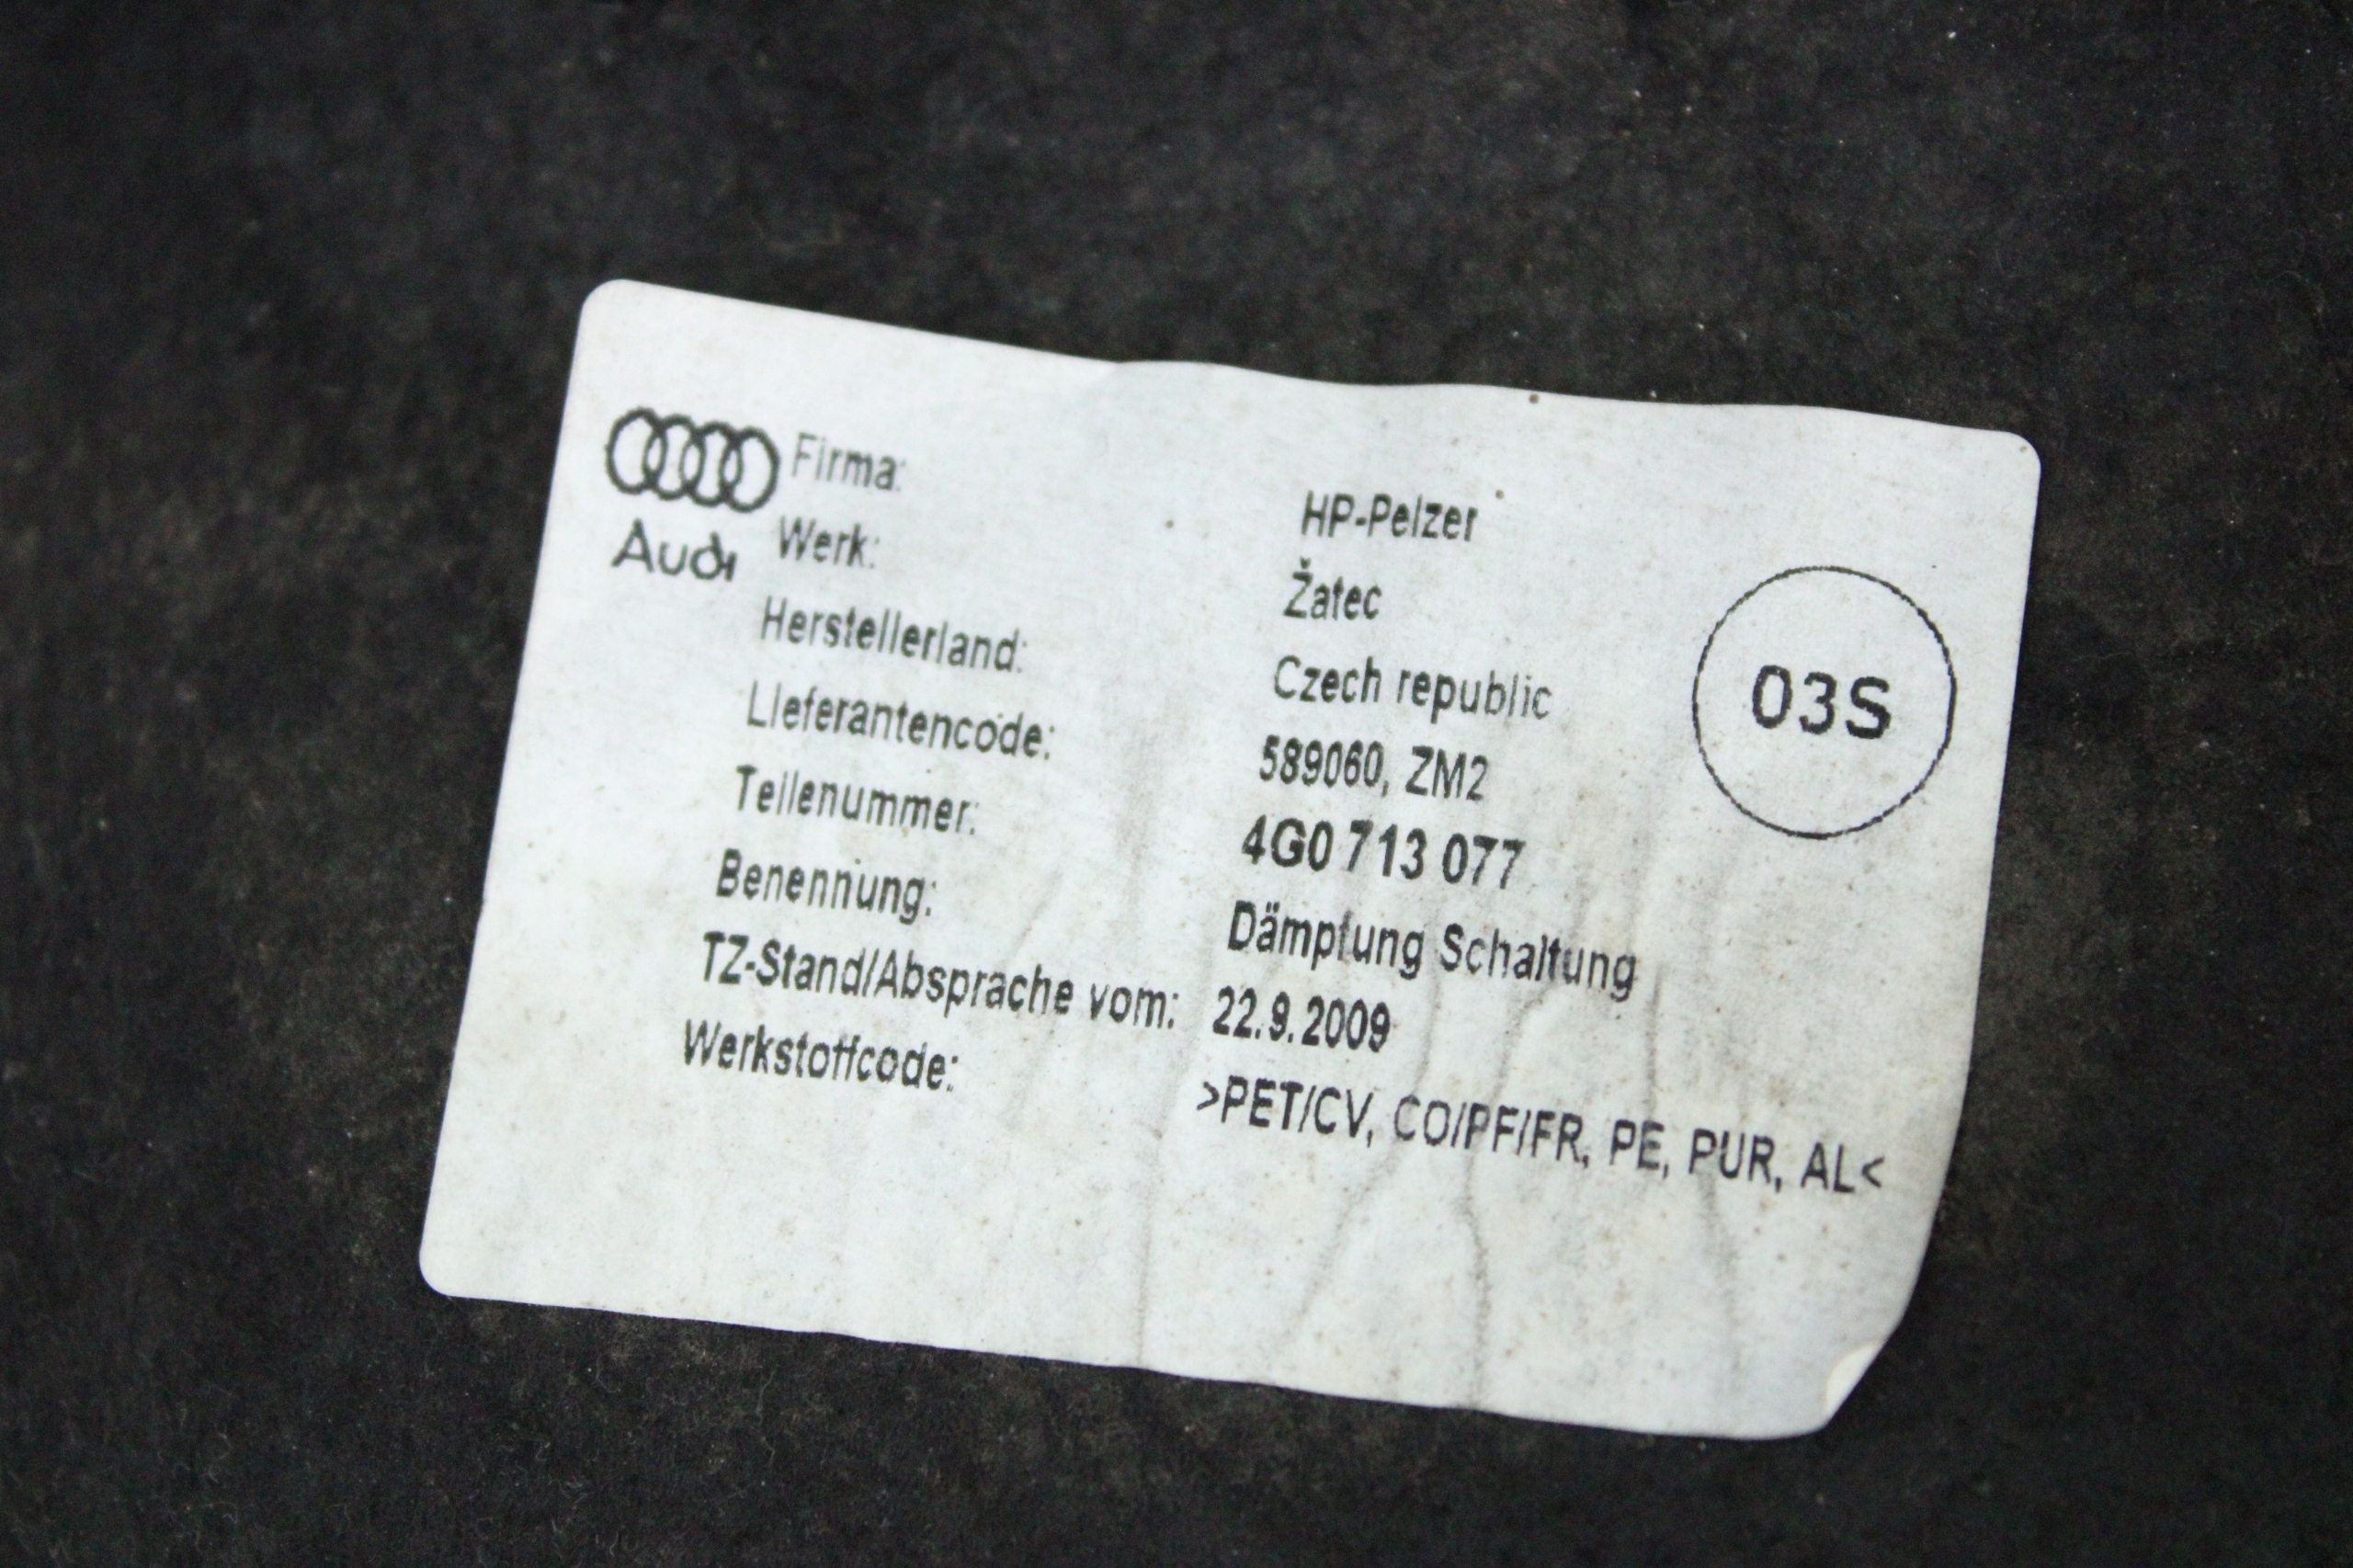 Audi
Firma: HP-Pelzer
Werk: Žatec
Herstellerland: Czech republic
Lieferantencode: 589060, ZM2
Teilenummer: 4G0 713 077
Benennung: Dämpfung Schaltung
TZ-Stand/Absprache vom: 22.9.2009
Werkstoffcode: >PET/CV, CO/PF/FR, PE, PUR, AL<
03S